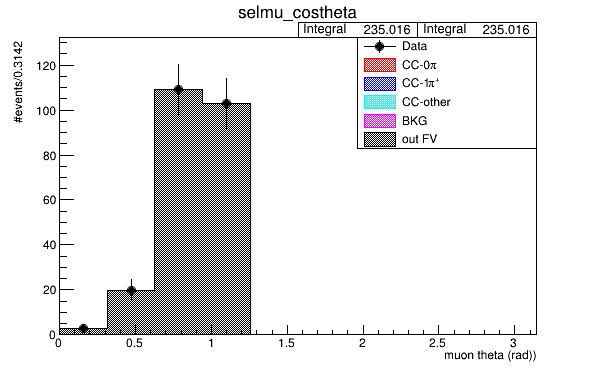 selmu_costheta
Integral 235.016 Integral 235.016
Data
CC-0π
CC-1π⁺
CC-other
BKG
out FV
#events/0.3142
120
100
80
60
40
20
0
0 0.5 1 1.5 2 2.5 3
muon theta (rad))